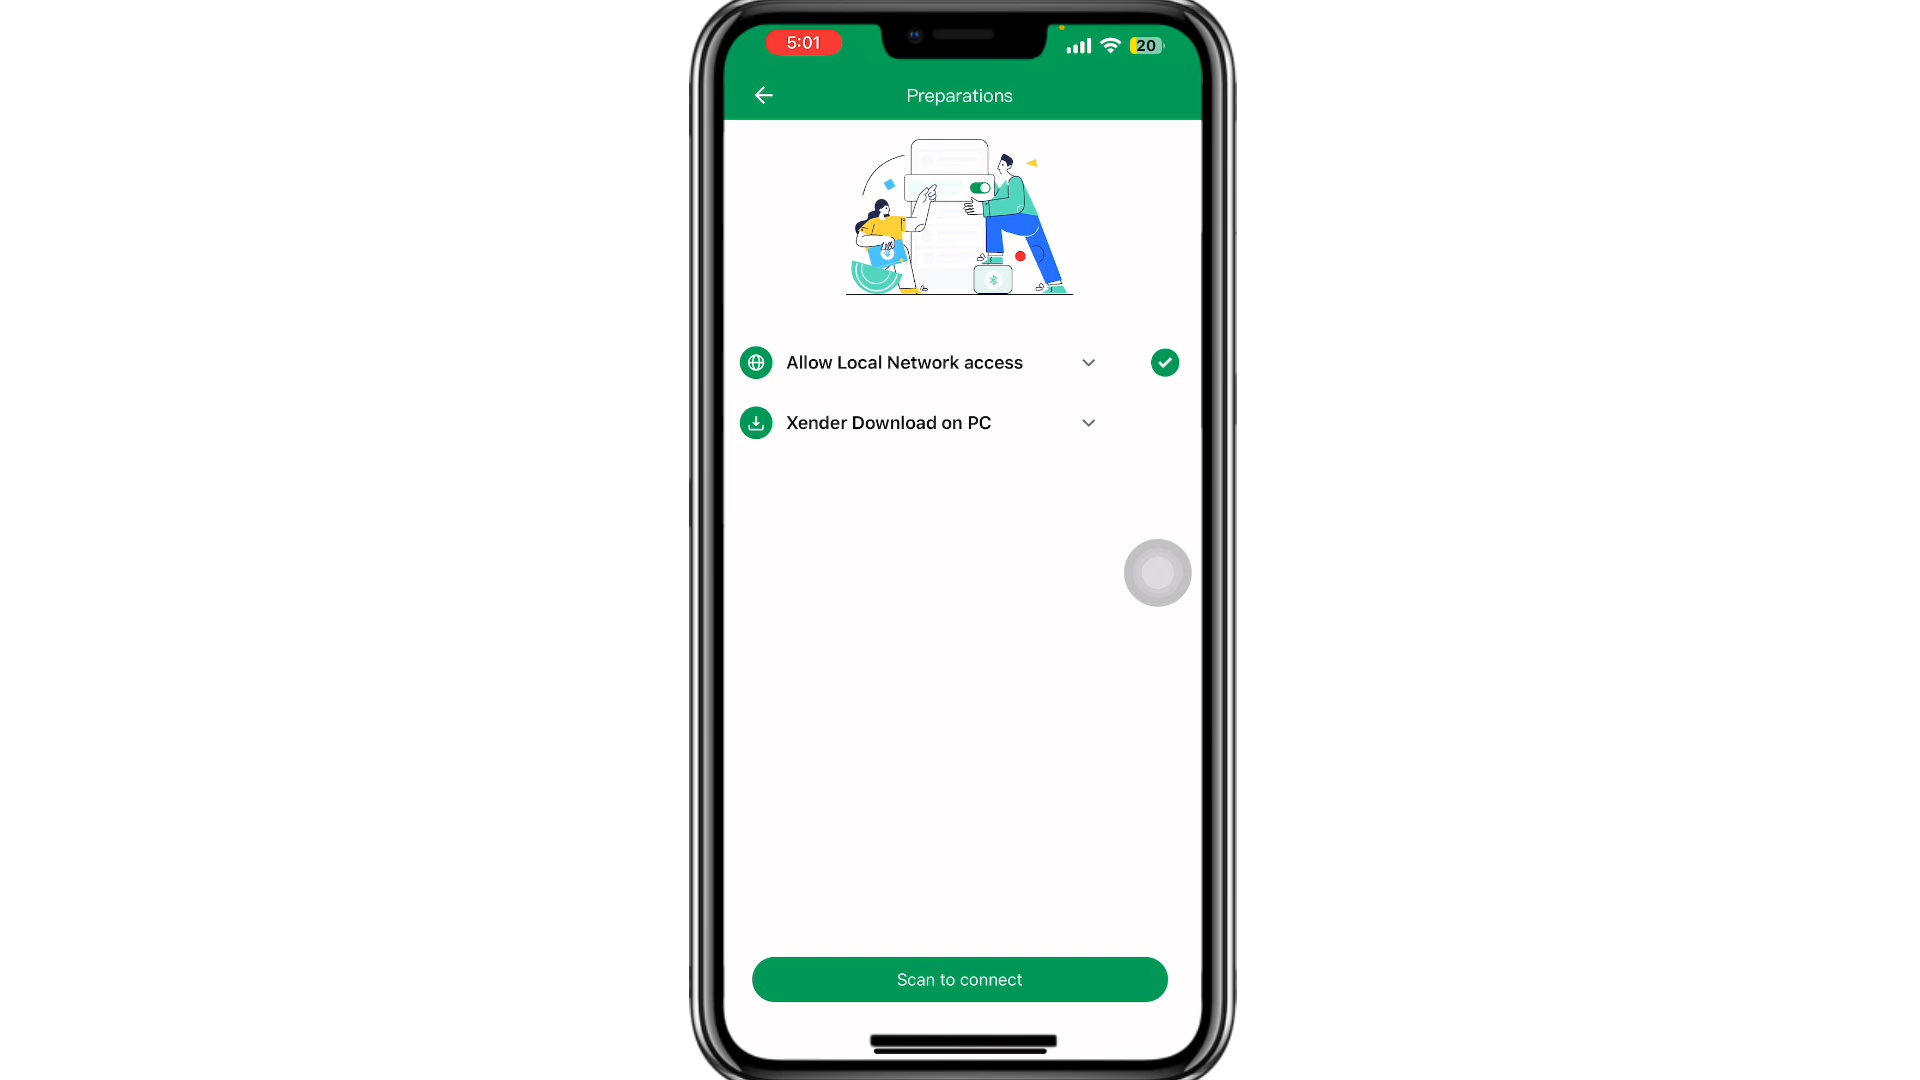 5:01
20
Preparations
Allow Local Network access
Xender Download on PC
Scan to connect